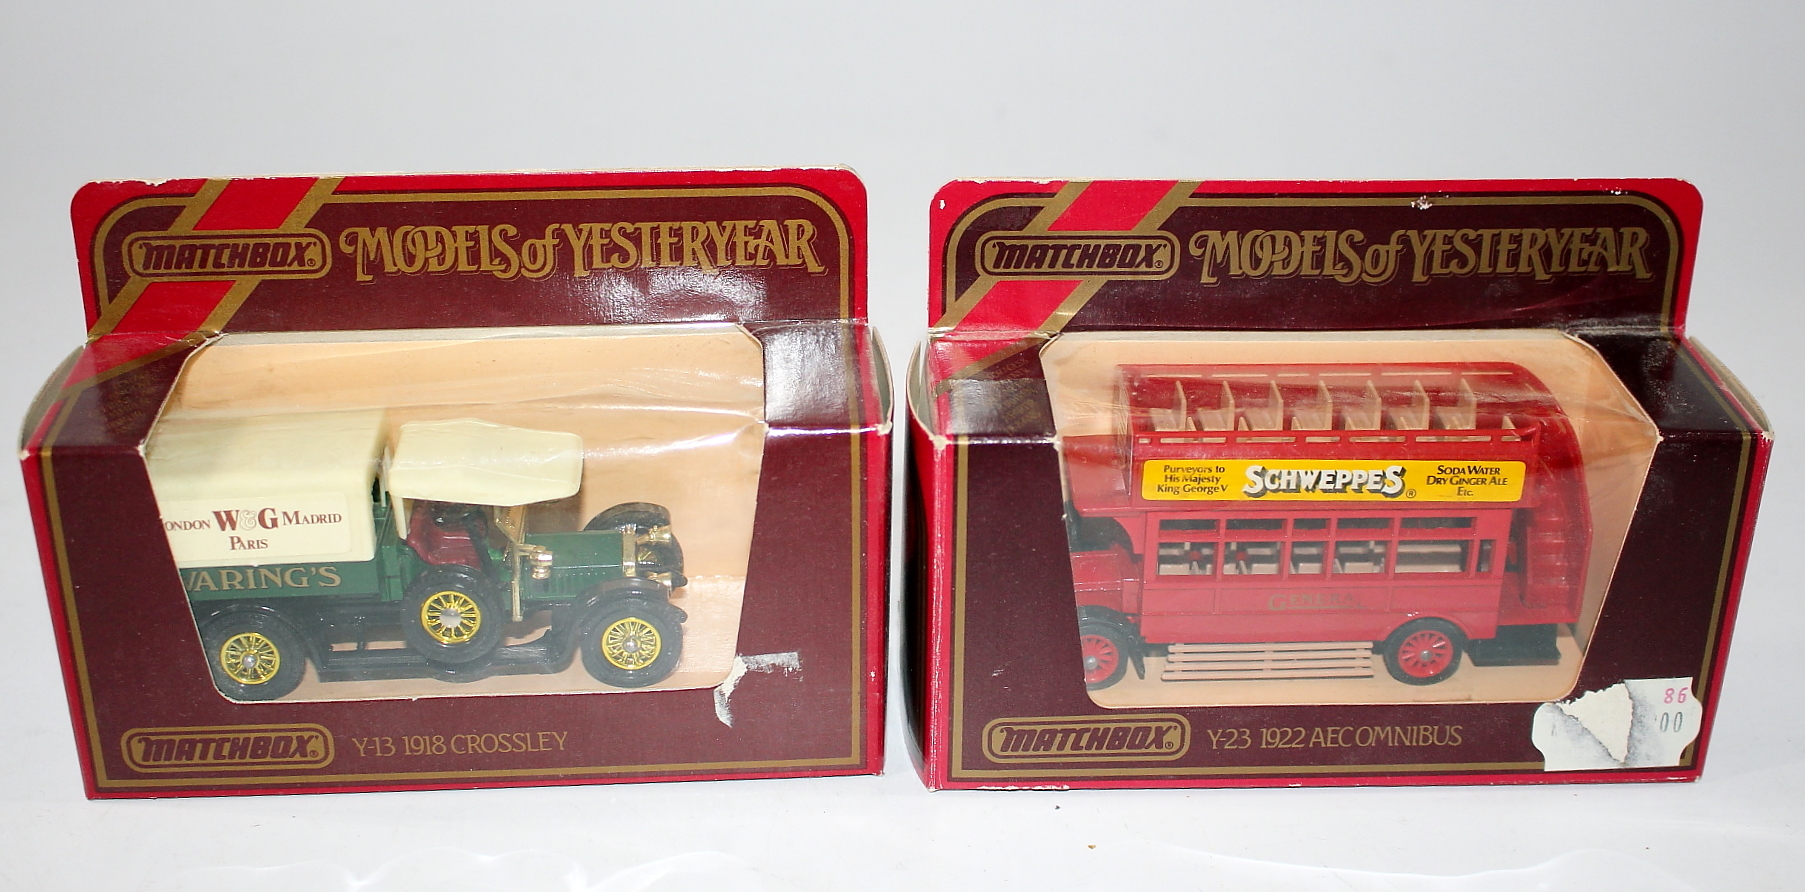 MATCHBOX® MODELS of YESTERYEAR
LONDON W&G MADRID
PARIS
WARING'S
MATCHBOX® Y-13 1918 CROSSLEY
MATCHBOX® MODELS of YESTERYEAR
Purveyors to
His Majesty
King George V
SCHWEPPES®
SODA WATER
DRY GINGER ALE
Etc.
GENERAL
MATCHBOX® Y-23 1922 AEC OMNIBUS
86
00